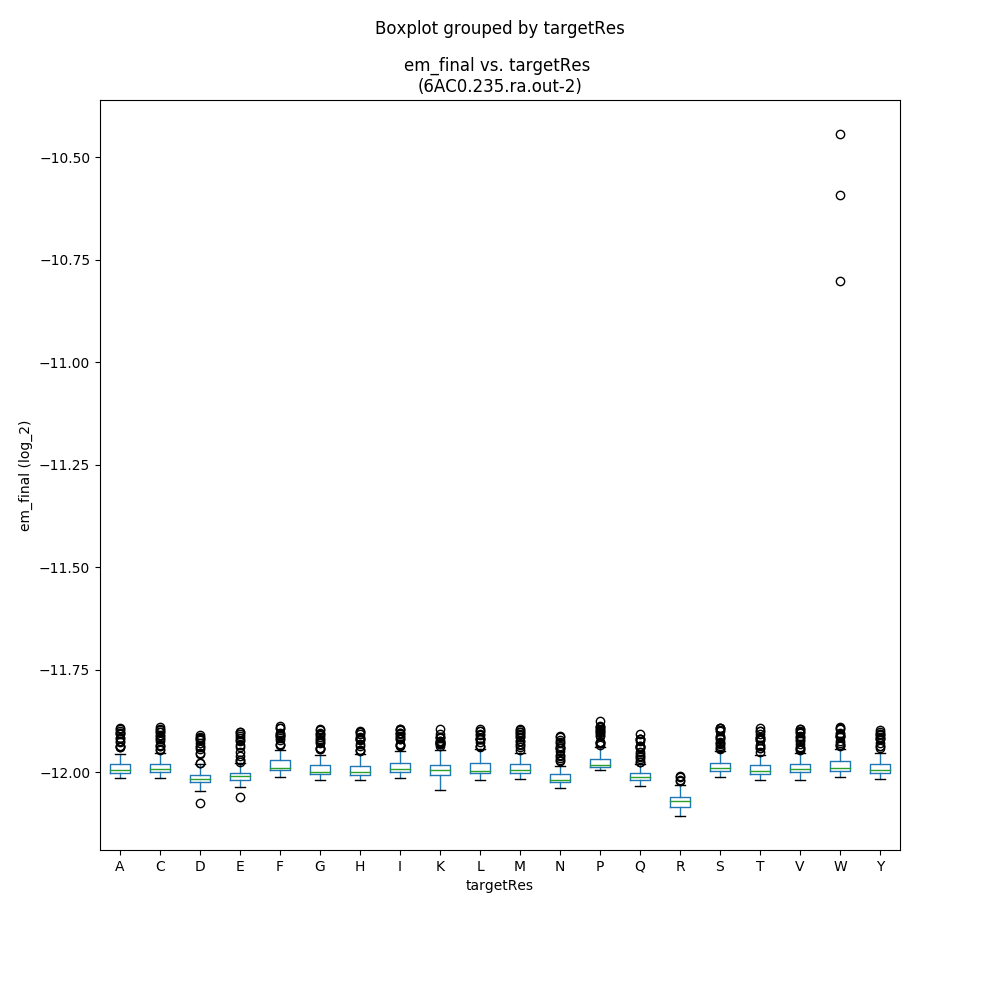 Boxplot grouped by targetRes
em_final vs. targetRes
(6AC0.235.ra.out-2)
−10.50
−10.75
−11.00
−11.25
−11.50
−11.75
−12.00
em_final (log_2)
A C D E F G H I K L M N P Q R S T V W Y
targetRes